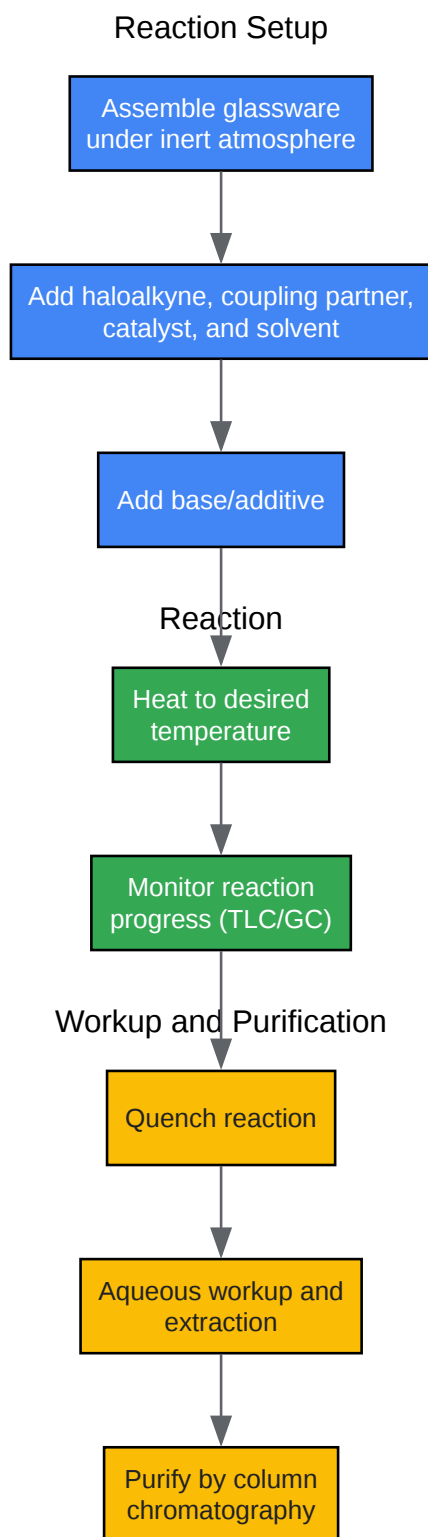 Reaction Setup
Assemble glassware
under inert atmosphere
Add haloalkyne, coupling partner,
catalyst, and solvent
Add base/additive
Reaction
Heat to desired
temperature
Monitor reaction
progress (TLC/GC)
Workup and Purification
Quench reaction
Aqueous workup and
extraction
Purify by column
chromatography